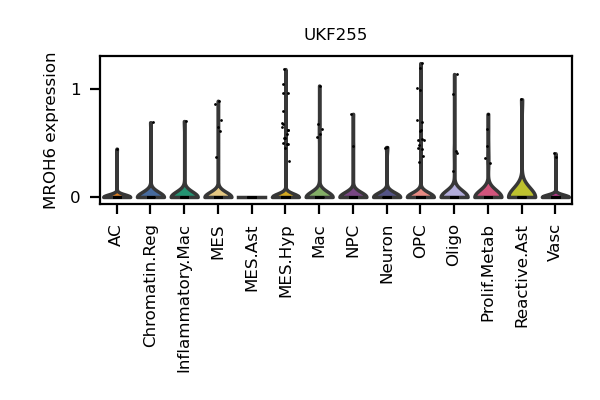 UKF255
MROH6 expression
1
0
AC
Chromatin.Reg
Inflammatory.Mac
MES
MES.Ast
MES.Hyp
Mac
NPC
Neuron
OPC
Oligo
Prolif.Metab
Reactive.Ast
Vasc